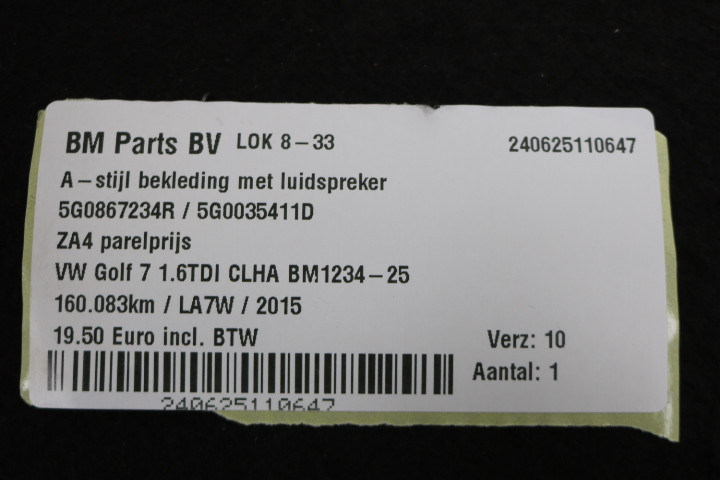 BM Parts BV LOK 8-33 240625110647
A-stijl bekleding met luidspreker
5G0867234R / 5G0035411D
ZA4 parelprijs
VW Golf 7 1.6TDI CLHA BM1234-25
160.083km / LA7W / 2015
19.50 Euro incl. BTW Verz: 10
Aantal: 1
240625110647